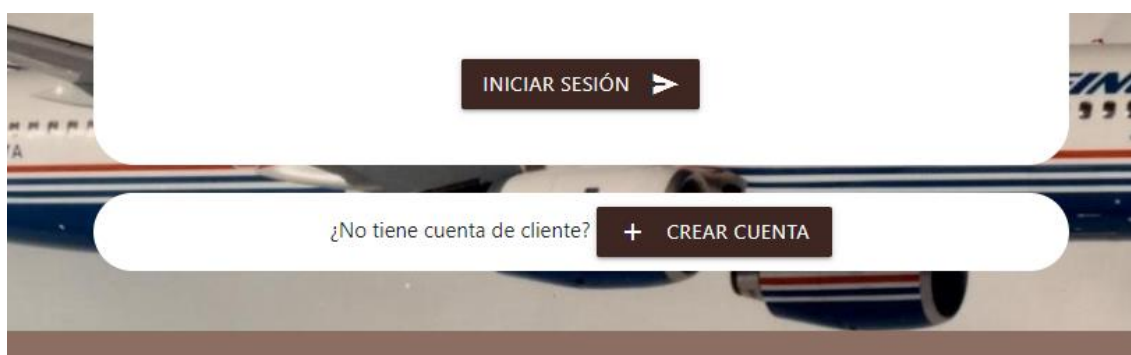 INICIAR SESIÓN
¿No tiene cuenta de cliente? + CREAR CUENTA